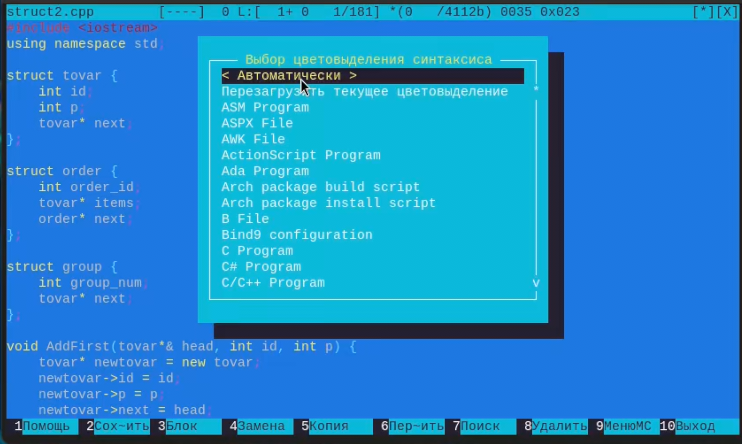 struct2.cpp [----] 0 L:[ 1+ 0 1/181] *(0 /4112b) 0035 0x023 [*][X]
#include <iostream>
using namespace std;
struct tovar {
int id;
int p;
tovar* next;
};
struct order {
int order_id;
tovar* items;
order* next;
};
struct group {
int group_num;
tovar* next;
};
void AddFirst(tovar*& head, int id, int p) {
tovar* newtovar = new tovar;
newtovar->id = id;
newtovar->p = p;
newtovar->next = head;
Выбор цветовыделения синтаксиса
< Автоматически >
Перезагрузить текущее цветовыделение
ASM Program
ASPX File
AWK File
ActionScript Program
Ada Program
Arch package build script
Arch package install script
B File
Bind9 configuration
C Program
C# Program
C/C++ Program
1Помощь 2Сох~ить 3Блок 4Замена 5Копия 6Пер~ить 7Поиск 8Удалить 9МенюMC 10Выход